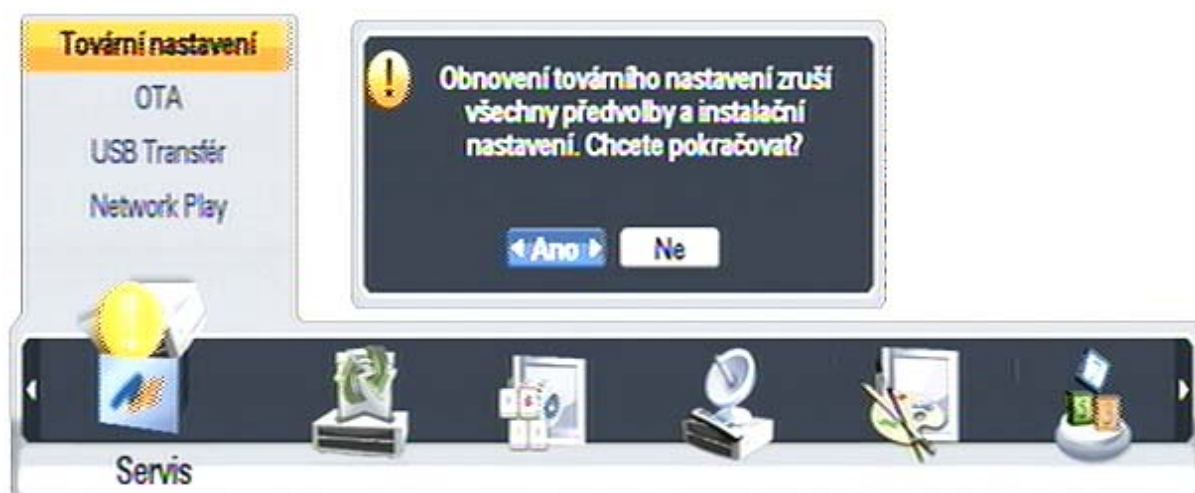 Tovární nastavení
OTA
USB Transfér
Network Play
Obnovení továrního nastavení zruší
všechny předvolby a instalační
nastavení. Chcete pokračovat?
Ano
Ne
Servis